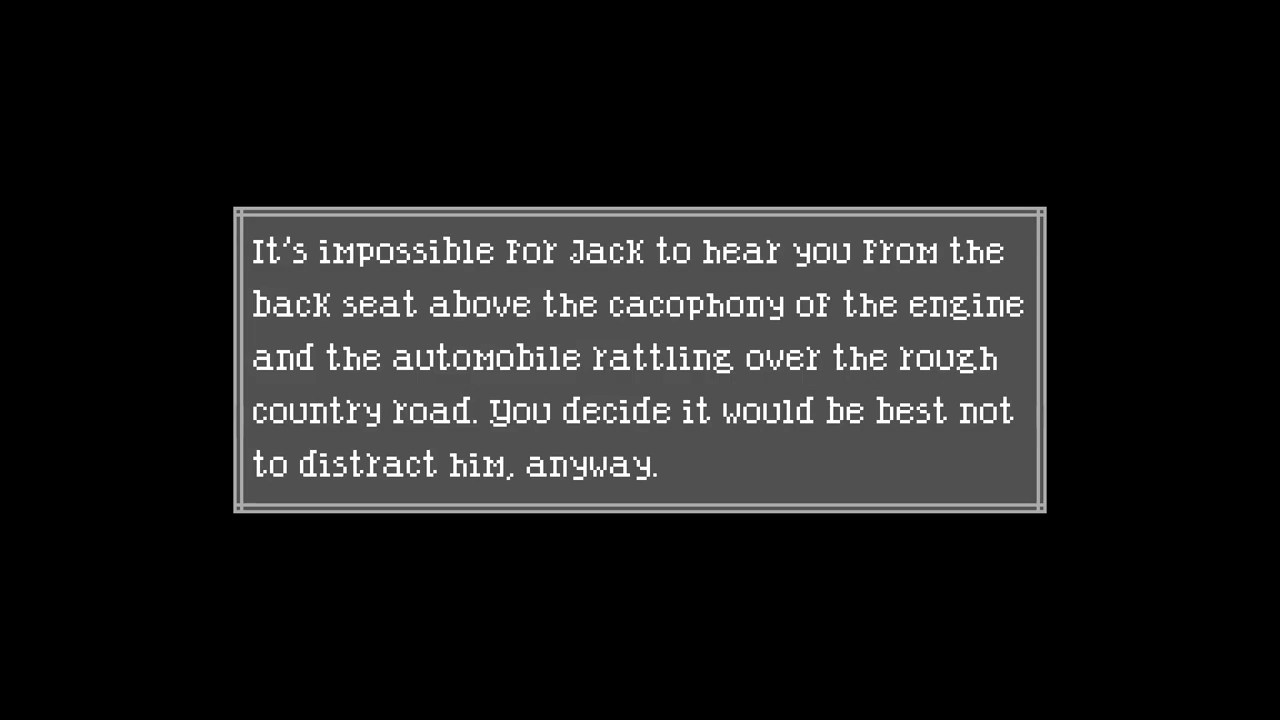 It's impossible for Jack to hear you from the
back seat above the cacophony of the engine
and the automobile rattling over the rough
country road. You decide it would be best not
to distract him, anyway.